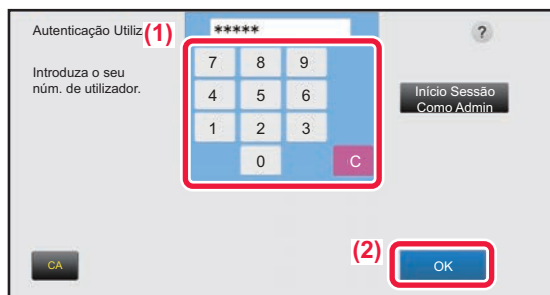 Autenticação Utiliz
(1)
*****
?
Introduza o seu
núm. de utilizador.
7 8 9
4 5 6
1 2 3
0 C
Inicio Sessão
Como Admin
(2)
CA
OK